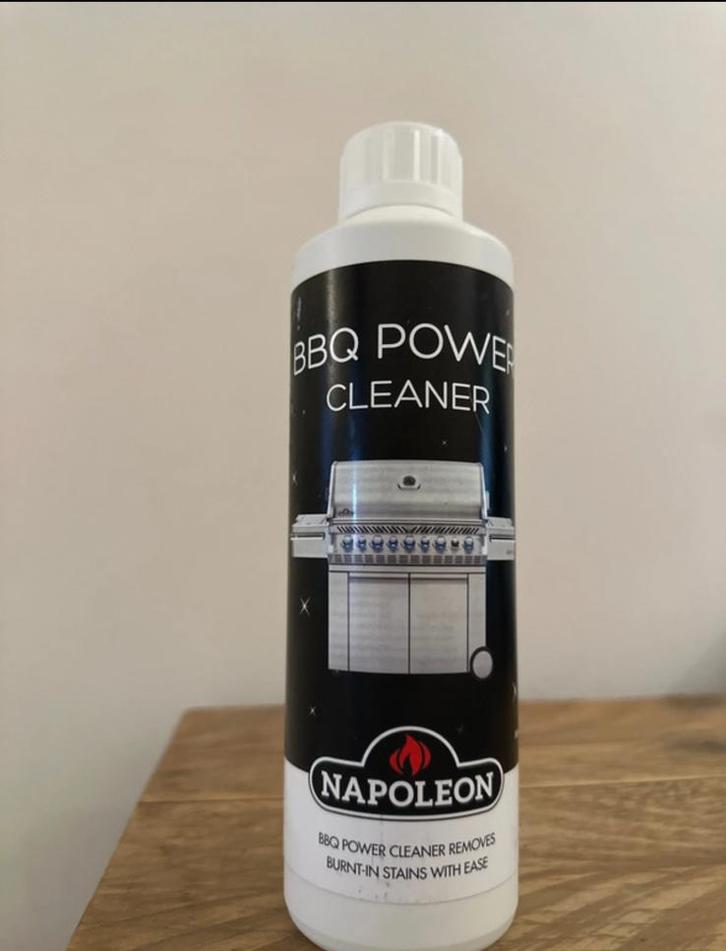 BBQ POWER
CLEANER
NAPOLEON
BBQ POWER CLEANER REMOVES
BURNT-IN STAINS WITH EASE